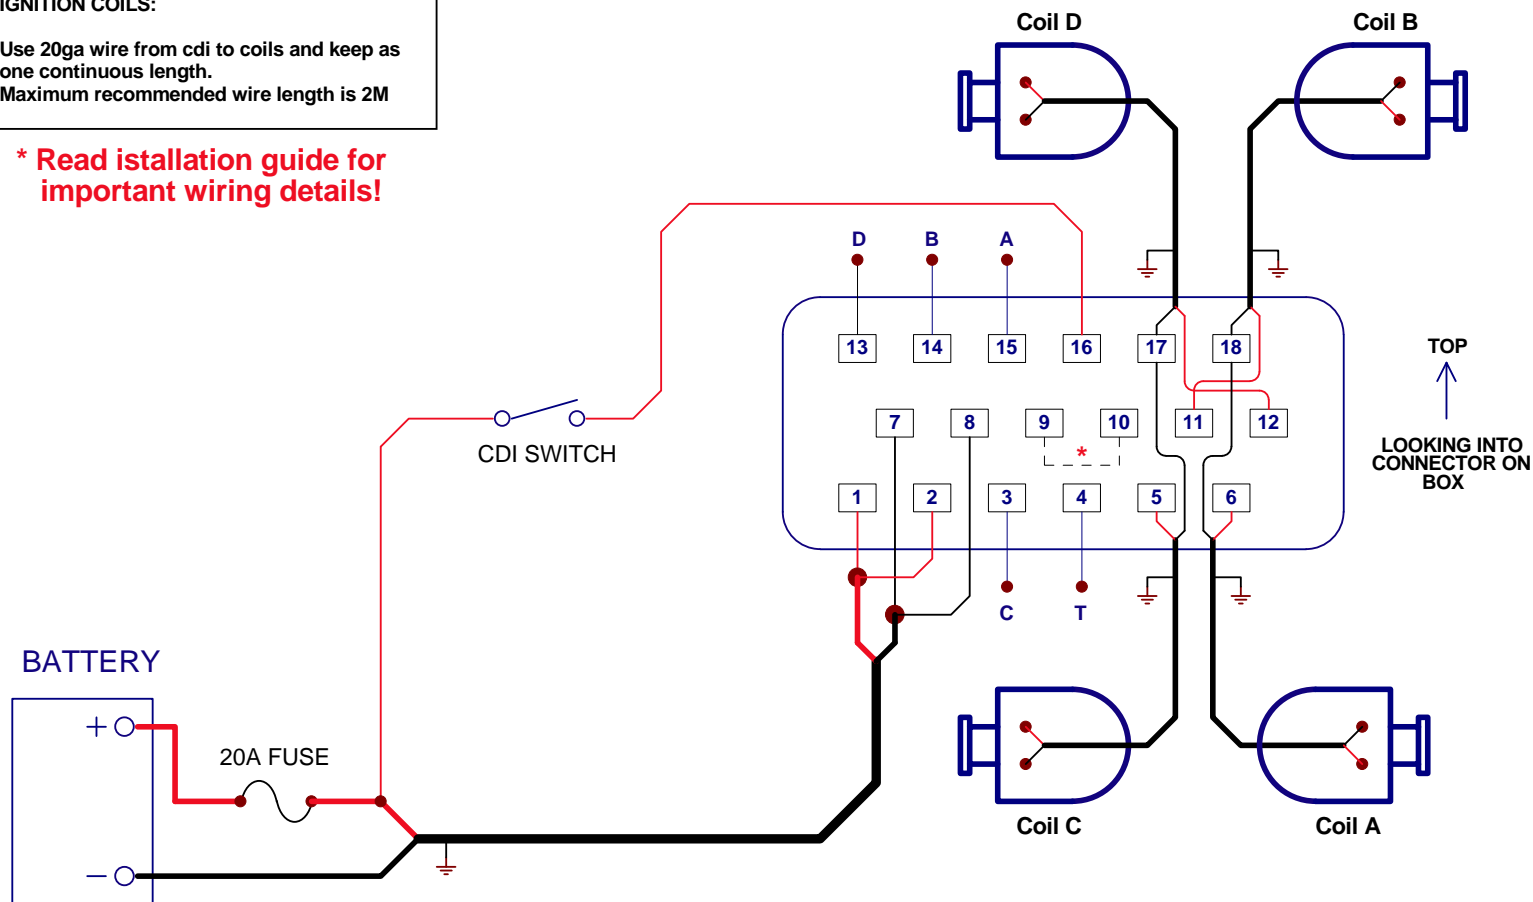 IGNITION COILS:
Use 20ga wire from cdi to coils and keep as
one continuous length.
Maximum recommended wire length is 2M
* Read istallation guide for
important wiring details!
Coil D
Coil B
D
B
A
13
14
15
16
17
18
TOP
7
8
9
10
11
12
*
CDI SWITCH
LOOKING INTO
CONNECTOR ON
BOX
1
2
3
4
5
6
C
T
BATTERY
+
20A FUSE
−
Coil C
Coil A